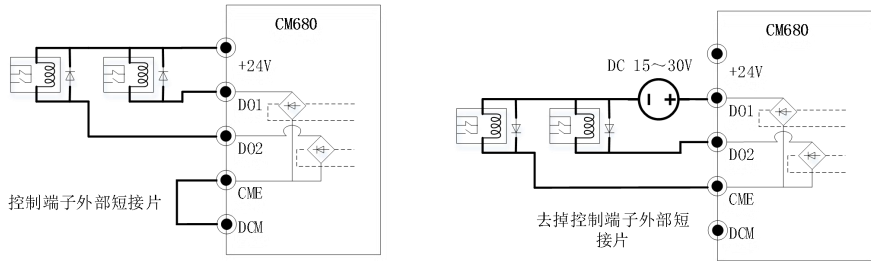 CM680
+24V
DO1
DO2
CME
DCM
控制端子外部短接片
CM680
DC 15～30V
+24V
DO1
DO2
CME
DCM
去掉控制端子外部短
接片